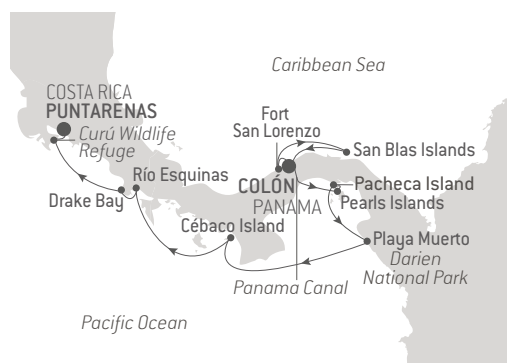 Caribbean Sea
COSTA RICA
PUNTARENAS
Curú Wildlife
Refuge
Fort
San Lorenzo
San Blas Islands
Río Esquinas
Drake Bay
COLÓN
PANAMA
Pacheca Island
Pearls Islands
Cébaco Island
Playa Muerto
Darien
National Park
Panama Canal
Pacific Ocean